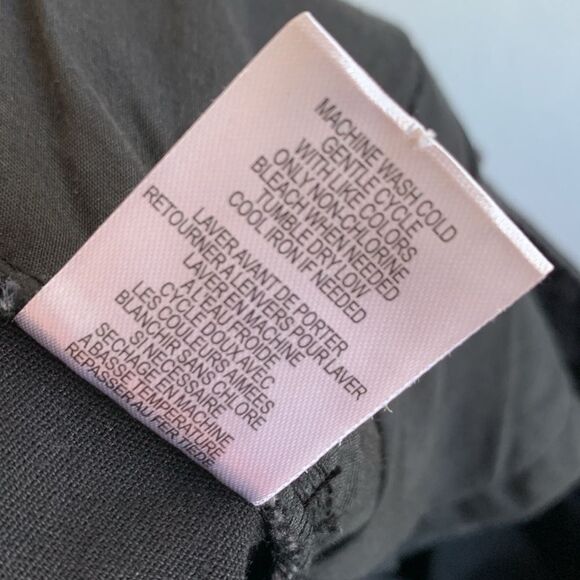 MACHINE WASH COLD
GENTLE CYCLE
WITH LIKE COLORS
ONLY NON-CHLORINE
BLEACH WHEN NEEDED
TUMBLE DRY LOW
COOL IRON IF NEEDED
LAVER AVANT DE PORTER
RETOURNER A L'ENVERS POUR LAVER
LAVER EN MACHINE
A L'EAU FROIDE
CYCLE DOUX AVEC
LES COULEURS AIMÉES
BLANCHIR SANS CHLORE
SI NECESSAIRE
SECHAGE EN MACHINE
A BASSE TEMPERATURE
REPASSER AU FER TIEDE